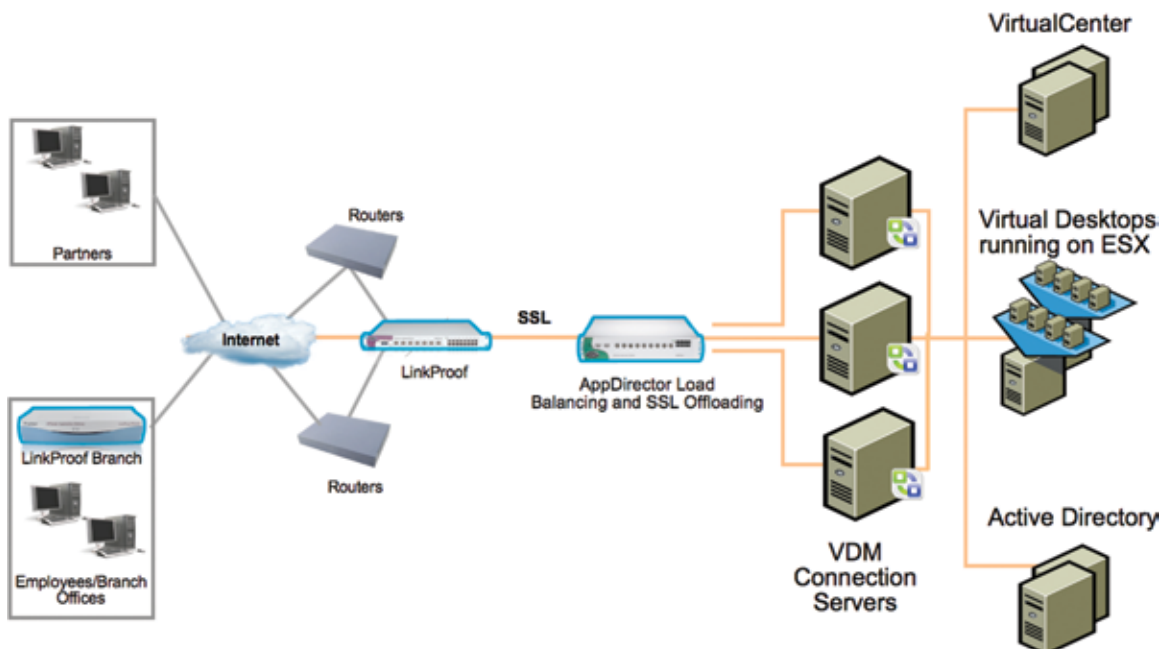 VirtualCenter
Routers
Partners
Virtual Desktops
running on ESX
Internet
SSL
LinkProof
AppDirector Load
Balancing and SSL Offloading
LinkProof Branch
Routers
Employees/Branch
Offices
VDM
Connection
Servers
Active Directory